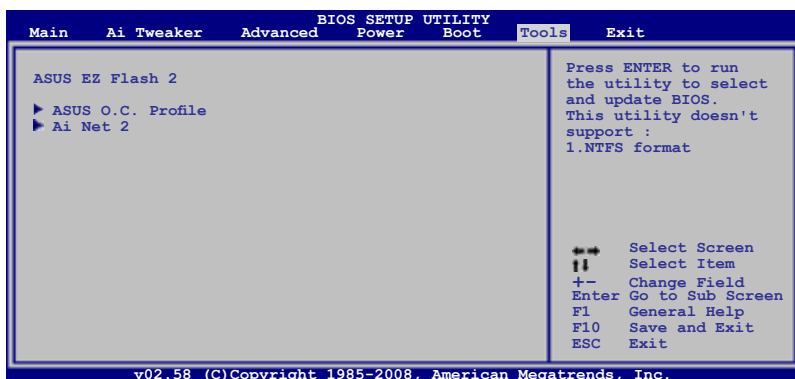 BIOS SETUP UTILITY
Main Ai Tweaker Advanced Power Boot Tools Exit
ASUS EZ Flash 2
ASUS O.C. Profile
Ai Net 2
Press ENTER to run
the utility to select
and update BIOS.
This utility doesn't
support :
1.NTFS format
Select Screen
Select Item
+- Change Field
Enter Go to Sub Screen
F1 General Help
F10 Save and Exit
ESC Exit
v02.58 (C)Copyright 1985-2008, American Megatrends, Inc.